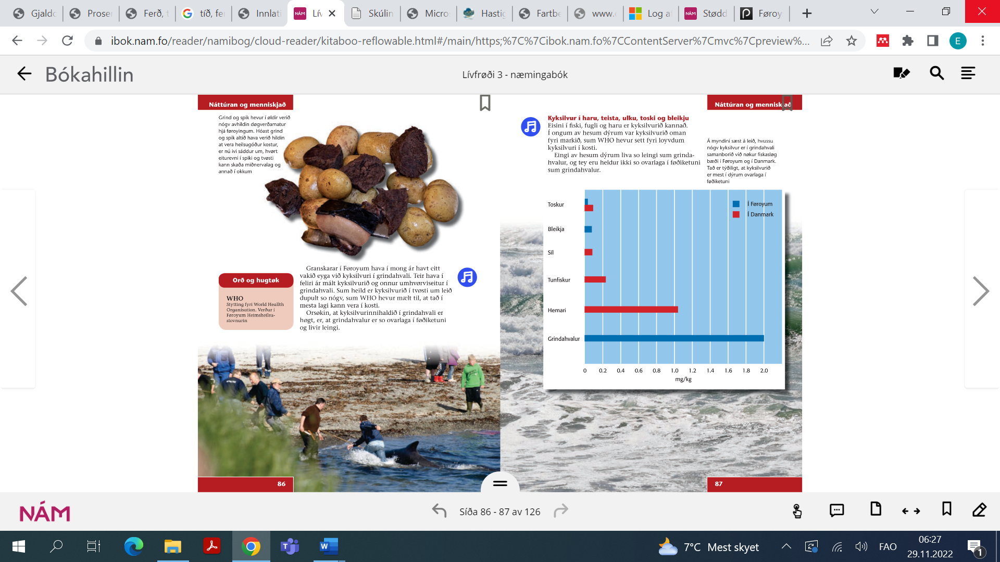 Gjaldo
Prosen
Ferð, t
tíð, fer
Innlati
Lív
Skúlin
Micro
Hastig
Fartbe
www.
Log af
Stødd
Føroy
ibok.nam.fo/reader/namibog/cloud-reader/kitaboo-reflowable.html#/main/https;%7C%7Cibok.nam.fo%7CContentServer%7Cmvc%7Cpreview%...
E
Bókahillin
Lívfrøði 3 - næmingabók
Náttúran og menniskjað
Grind og spik hevur í øldir verið
nógv avhildin døgverðamatur
hjá føroyingum. Hóast grind
og spik altíð hava verið hildin
at vera heilsugóður kostur,
er nú ivi sáddur um, hvørt
eiturevni í spiki og tvøsti
kann skaða miðnervalag og
annað í okkum
Orð og hugtøk
WHO
Stytting fyri World Heallth
Organisation. Verður í
Føroyum Heimsheilsu-
stovnurin
Granskarar í Føroyum hava í mong ár havt eitt
vakið eyga við kyksilvuri í grindahvali. Teir hava í
feliri ár mált kyksilvurið og onnur umhvørviseitur í
grindahvali. Sum heild er kyksilvurið í tvøsti um leið
dupult so nógv, sum WHO hevur mælt til, at tað í
mesta lagi kann vera í kosti.
Orsøkin, at kyksilvurinnihaldið í grindahvali er
høgt, er, at grindahvalur er so ovarlaga í føðiketuni
og livir leingi.
86
Náttúran og menniskjað
Kyksilvur í haru, teista, ulku, toski og bleikju
Eisini í fiski, fugli og haru er kyksilvurið kannað.
Í ongum av hesum dýrum var kyksilvurið oman
fyri markið, sum WHO hevur sett fyri loyvdum
kyksilvuri í kosti.
Eingi av hesum dýrum liva so leingi sum grinda-
hvalur, og tey eru heldur ikki so ovarlaga í føðiketuni
sum grindahvalur.
Á myndini sæst á leið, hvussu
nógv kyksilvur er í grindahvali
samanborið við nøkur fiskasløg
bæði í Føroyum og í Danmark.
Tað er týðiligt, at kyksilvurið
er mest í dýrum ovarlaga í
føðiketuni
Í Føroyum
Í Danmark
Toskur
Bleikja
Síl
Tunfiskur
Hemari
Grindahvalur
0 0.2 0.4 0.6 0.8 1.0 1.2 1.4 1.6 1.8 2.0
mg/kg
87
NÁM
Síða 86 - 87 av 126
7°C Mest skyet
FAO
06:27
29.11.2022
1